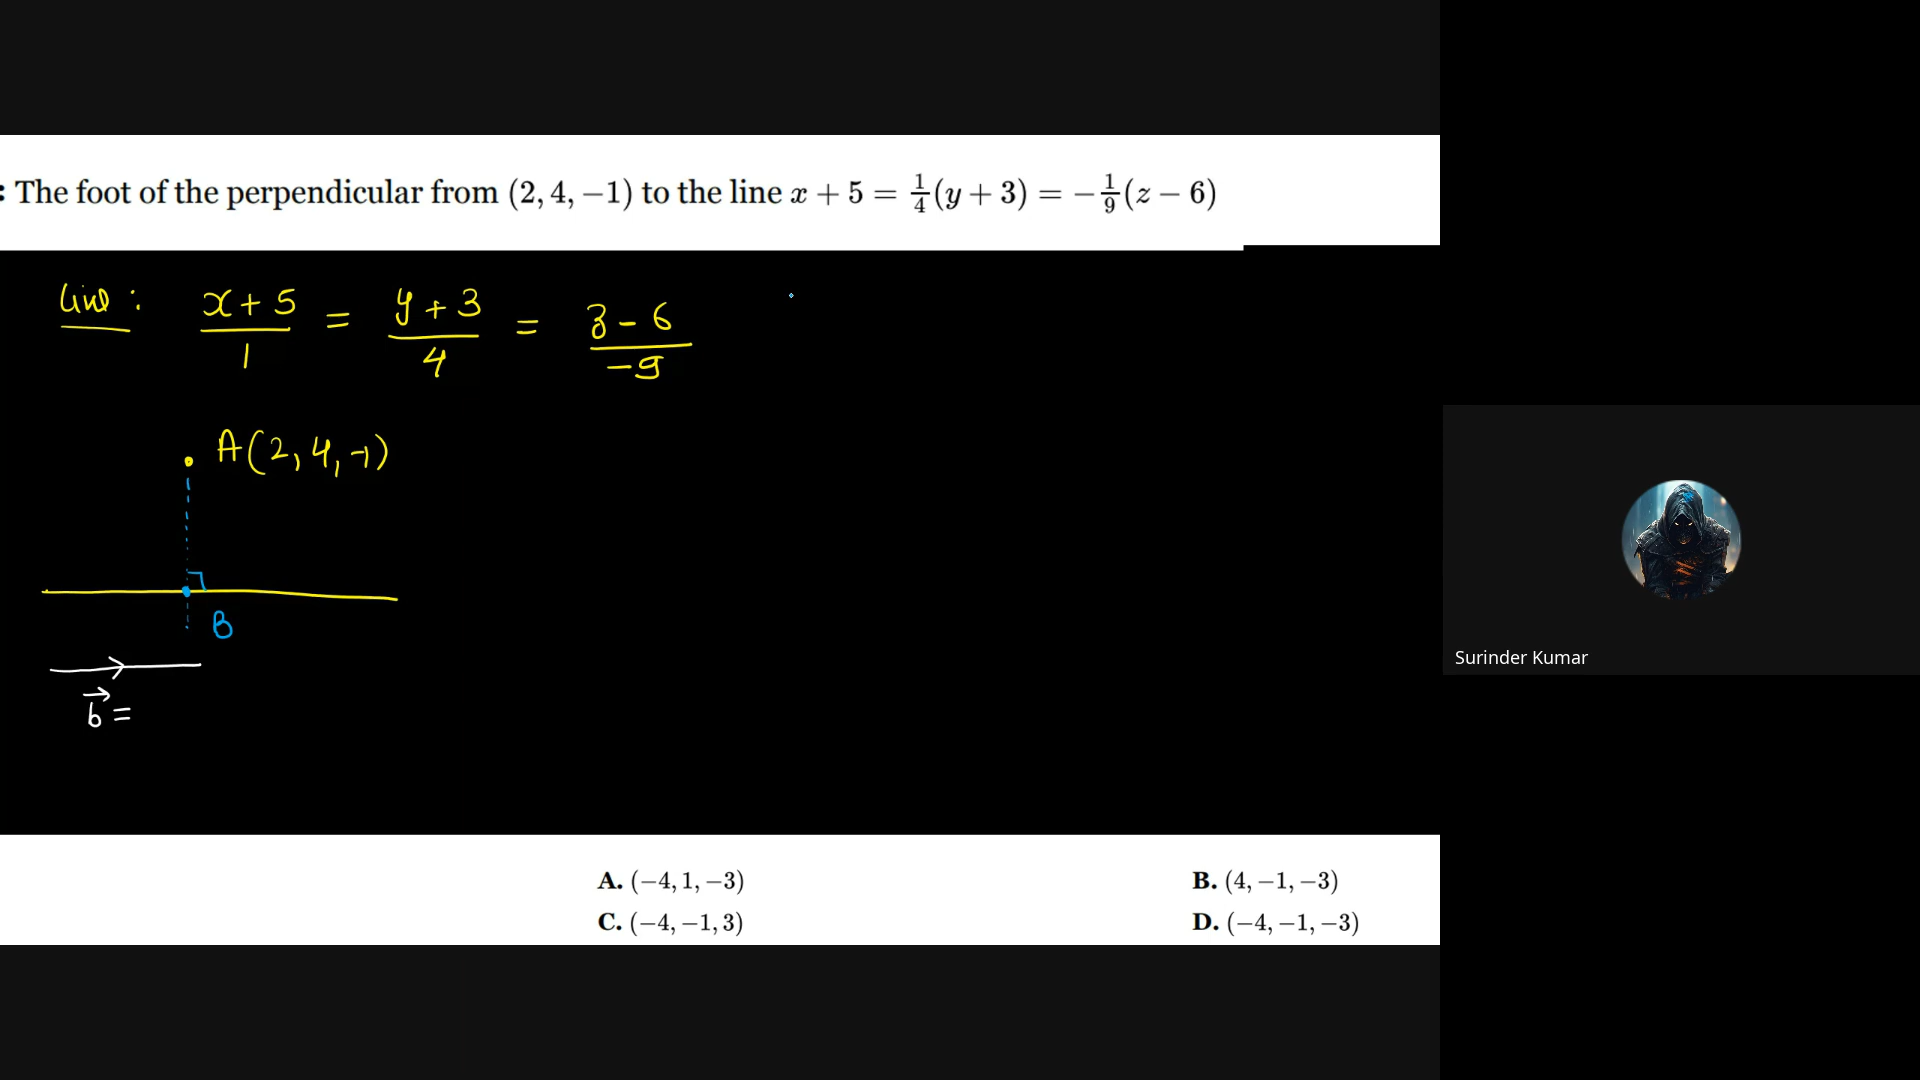 : The foot of the perpendicular from (2, 4, −1) to the line x + 5 = 1/4(y + 3) = −1/9(z − 6)
Line : x + 5 / 1 = y + 3 / 4 = z - 6 / -9
A(2, 4, -1)
B
b⃗ =
Surinder Kumar
A. (−4, 1, −3) B. (4, −1, −3)
C. (−4, −1, 3) D. (−4, −1, −3)